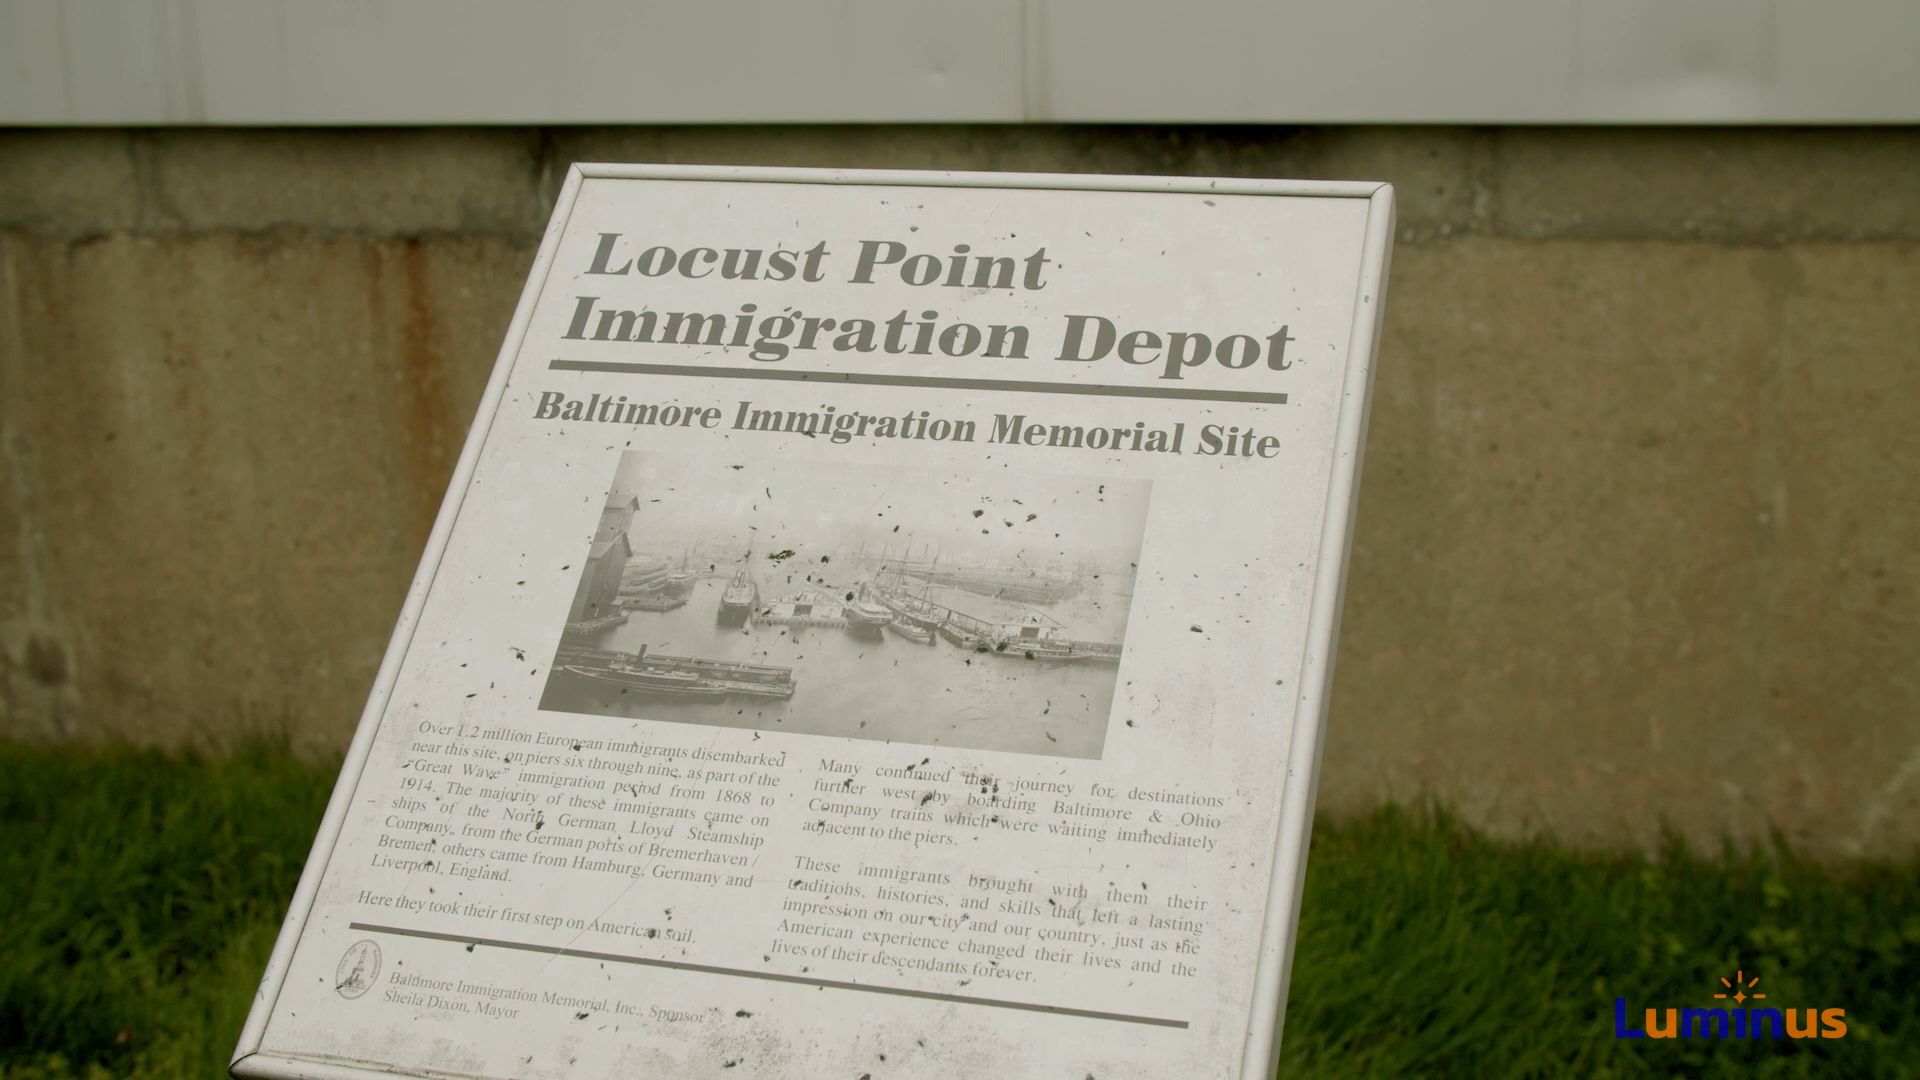 Locust Point
Immigration Depot
Baltimore Immigration Memorial Site
Over 1.2 million European immigrants disembarked
near this site, on piers six through nine, as part of the
"Great Wave" immigration period from 1868 to
1914. The majority of these immigrants came on
ships of the North German Lloyd Steamship
Company, from the German ports of Bremerhaven /
Bremen; others came from Hamburg, Germany and
Liverpool, England.
Here they took their first step on American soil.
Many continued their journey for destinations
further west by boarding Baltimore & Ohio
Company trains which were waiting immediately
adjacent to the piers.
These immigrants brought with them their
traditions, histories, and skills that left a lasting
impression on our city and our country, just as the
American experience changed their lives and the
lives of their descendants forever.
Baltimore Immigration Memorial, Inc., Sponsor
Sheila Dixon, Mayor
Luminus